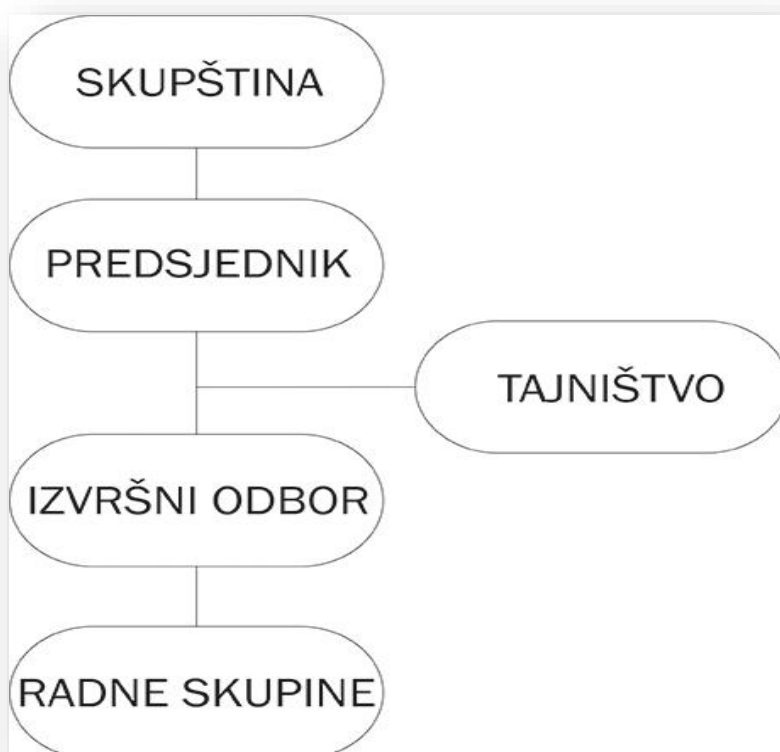 SKUPŠTINA
PREDSJEDNIK
TAJNIŠTVO
IZVRŠNI ODBOR
RADNE SKUPINE